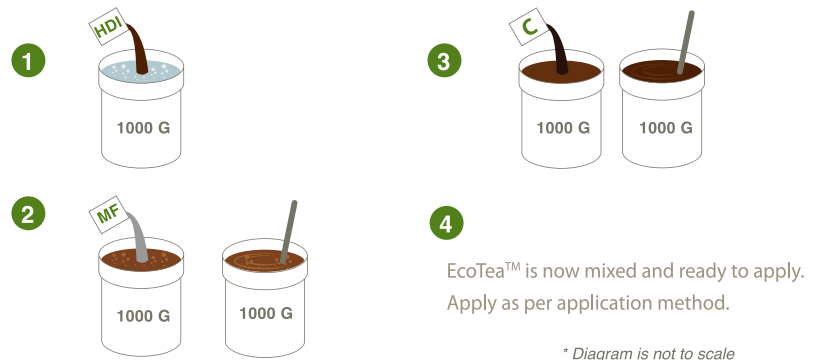 1
HDI
1000 G
2
MF
1000 G
1000 G
3
C
1000 G
1000 G
4
EcoTea™ is now mixed and ready to apply.
Apply as per application method.
* Diagram is not to scale